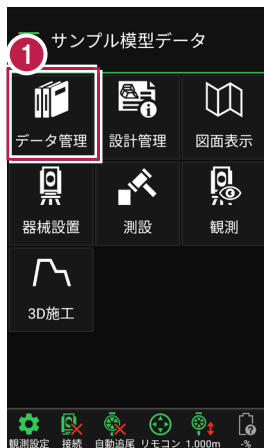 サンプル模型データ
1
データ管理 設計管理 図面表示
器械設置 測設 観測
3D施工
観測設定 接続 自動追尾 リモコン 1.000m -%